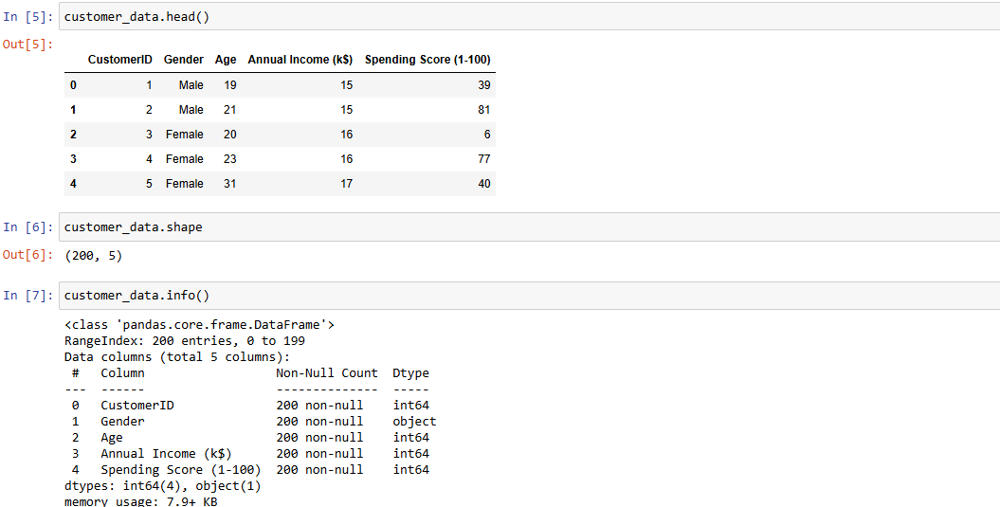 In [5]: customer_data.head()
Out[5]:
CustomerID Gender Age Annual Income (k$) Spending Score (1-100)
0 1 Male 19 15 39
1 2 Male 21 15 81
2 3 Female 20 16 6
3 4 Female 23 16 77
4 5 Female 31 17 40
In [6]: customer_data.shape
Out[6]: (200, 5)
In [7]: customer_data.info()
<class 'pandas.core.frame.DataFrame'>
RangeIndex: 200 entries, 0 to 199
Data columns (total 5 columns):
# Column Non-Null Count Dtype
--- ------ -------------- -----
0 CustomerID 200 non-null int64
1 Gender 200 non-null object
2 Age 200 non-null int64
3 Annual Income (k$) 200 non-null int64
4 Spending Score (1-100) 200 non-null int64
dtypes: int64(4), object(1)
memory usage: 7.9+ KB